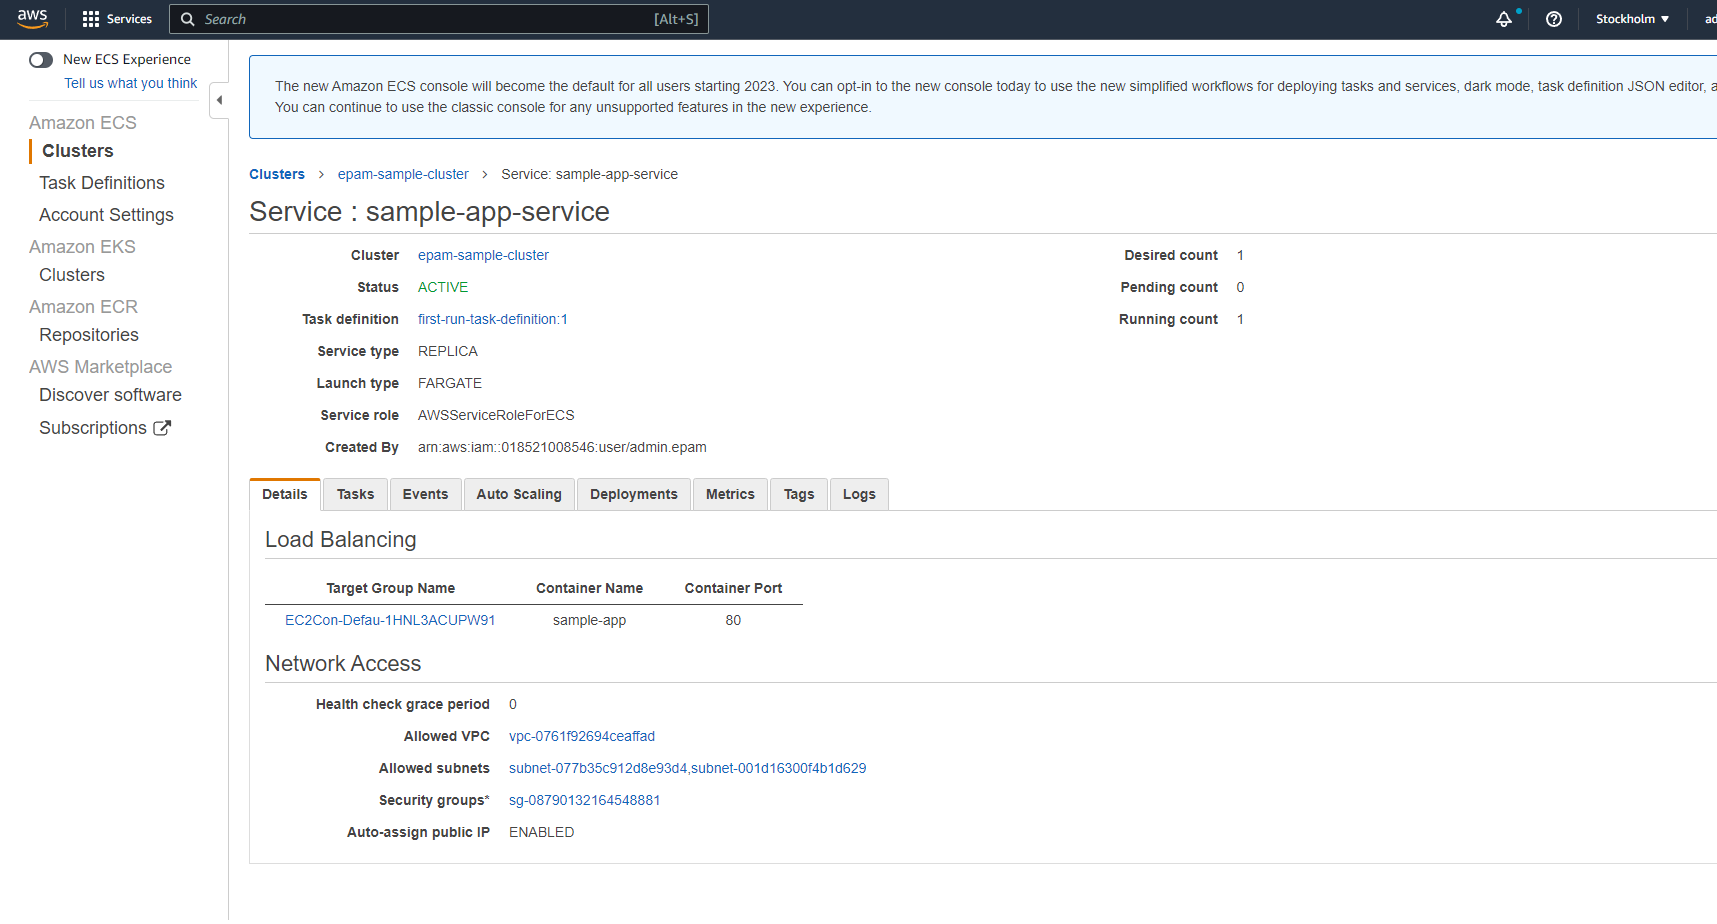 aws
Services
Search
[Alt+S]
Stockholm ▼
New ECS Experience
Tell us what you think
Amazon ECS
Clusters
Task Definitions
Account Settings
Amazon EKS
Clusters
Amazon ECR
Repositories
AWS Marketplace
Discover software
Subscriptions
The new Amazon ECS console will become the default for all users starting 2023. You can opt-in to the new console today to use the new simplified workflows for deploying tasks and services, dark mode, task definition JSON editor,
You can continue to use the classic console for any unsupported features in the new experience.
Clusters > epam-sample-cluster > Service: sample-app-service
Service : sample-app-service
Cluster epam-sample-cluster
Status ACTIVE
Task definition first-run-task-definition:1
Service type REPLICA
Launch type FARGATE
Service role AWSServiceRoleForECS
Created By arn:aws:iam::018521008546:user/admin.epam
Desired count 1
Pending count 0
Running count 1
Details Tasks Events Auto Scaling Deployments Metrics Tags Logs
Load Balancing
Target Group Name Container Name Container Port
EC2Con-Defau-1HNL3ACUPW91 sample-app 80
Network Access
Health check grace period 0
Allowed VPC vpc-0761f92694ceaffad
Allowed subnets subnet-077b35c912d8e93d4,subnet-001d16300f4b1d629
Security groups* sg-08790132164548881
Auto-assign public IP ENABLED